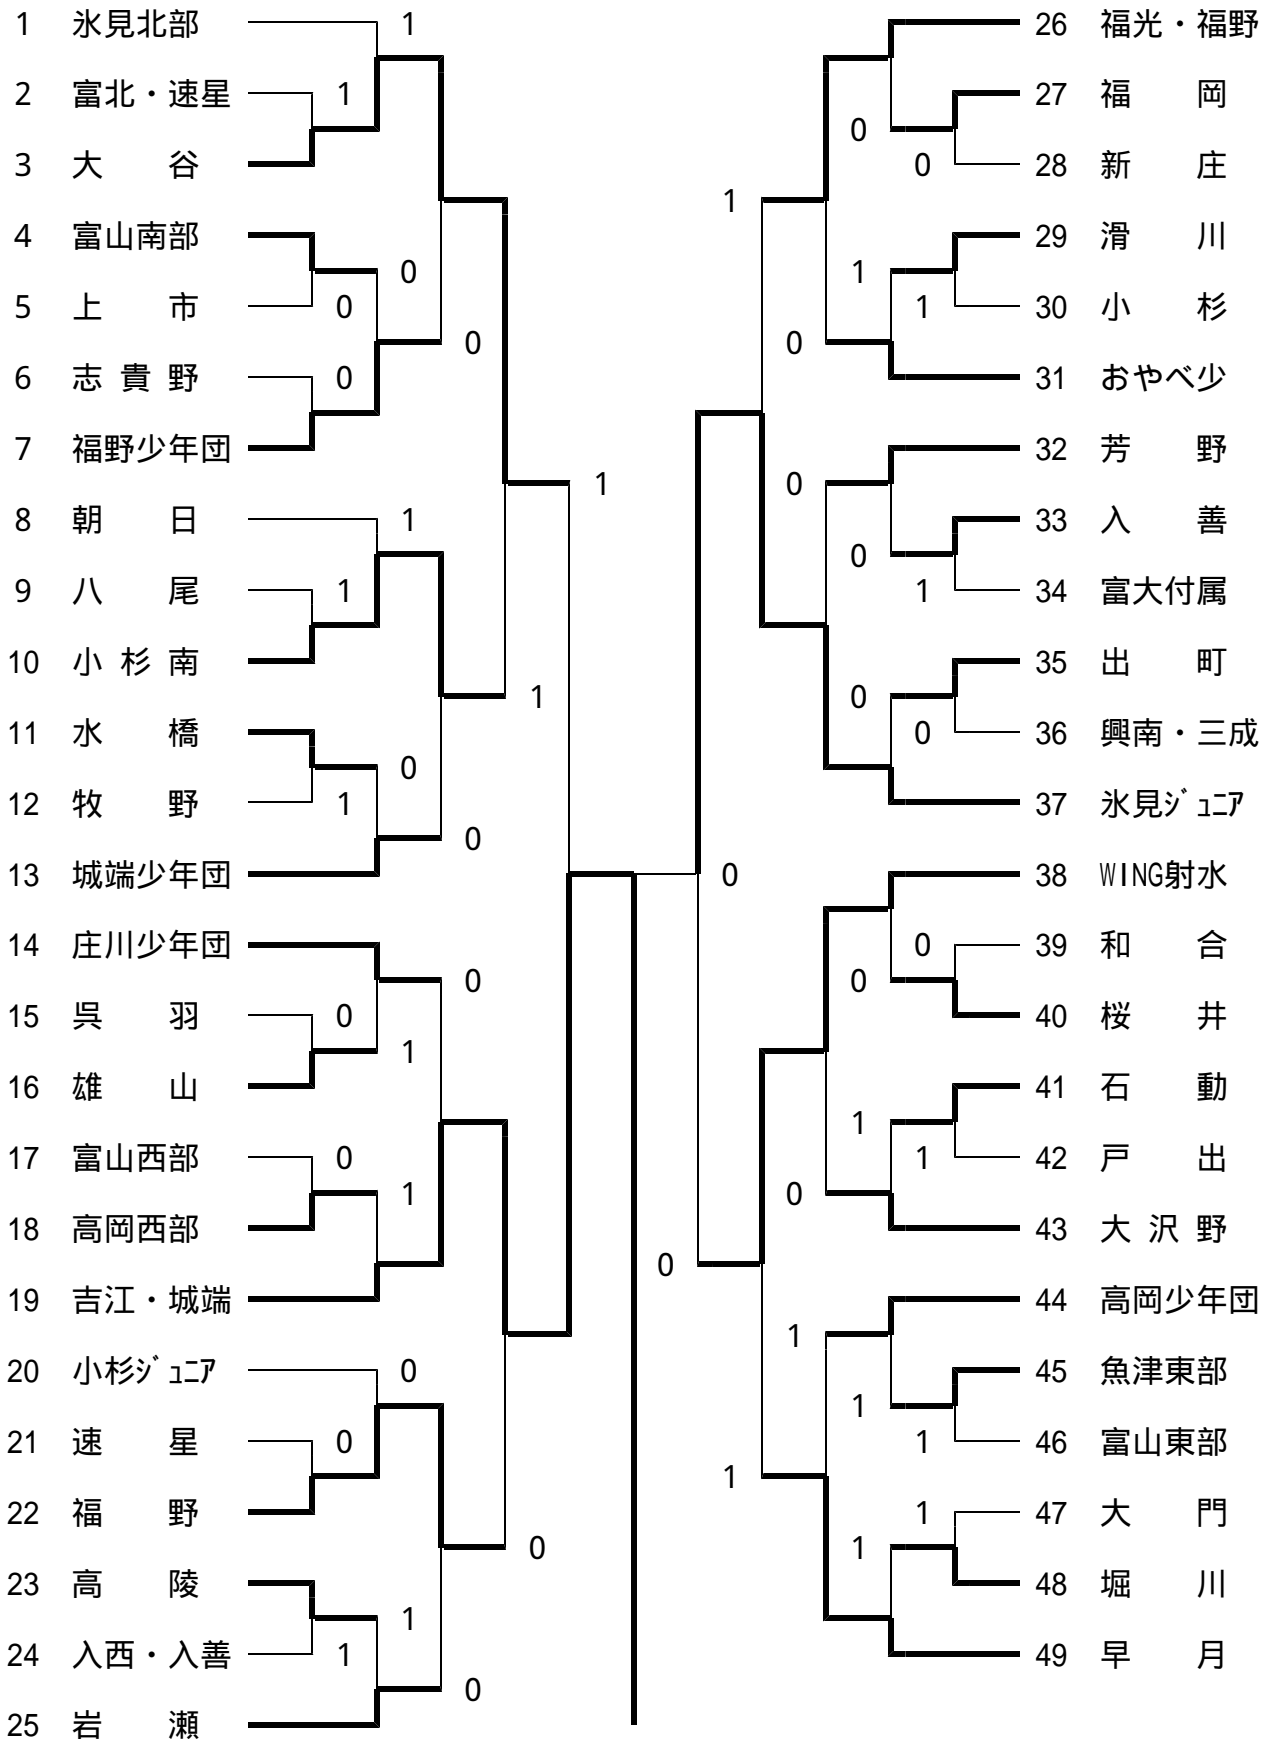 1 氷見北部 1
2 富北・速星 1
3 大 谷
4 富山南部
0
5 上 市 0
0
6 志 貴 野 0
7 福野少年団
1
8 朝 日 1
9 八 尾 1
10 小 杉 南
1
11 水 橋
0
12 牧 野 1
0
13 城端少年団
14 庄川少年団
0
15 呉 羽 0
1
16 雄 山
17 富山西部 0
1
18 高岡西部
19 吉江・城端
20 小杉ｼﾞｭﾆｱ 0
21 速 星 0
22 福 野
0
23 高 陵
1
24 入西・入善 1
0
25 岩 瀬
26 福光・福野
27 福 岡
0
0 28 新 庄
1
29 滑 川
1
1 30 小 杉
0
31 おやべ少
32 芳 野
0
33 入 善
0
1 34 富大付属
35 出 町
0
0 36 興南・三成
37 氷見ｼﾞｭﾆｱ
0
38 WING射水
0 39 和 合
0
40 桜 井
41 石 動
1
1 42 戸 出
0
43 大 沢 野
0
44 高岡少年団
1
45 魚津東部
1
1 46 富山東部
1
1 47 大 門
1
48 堀 川
49 早 月